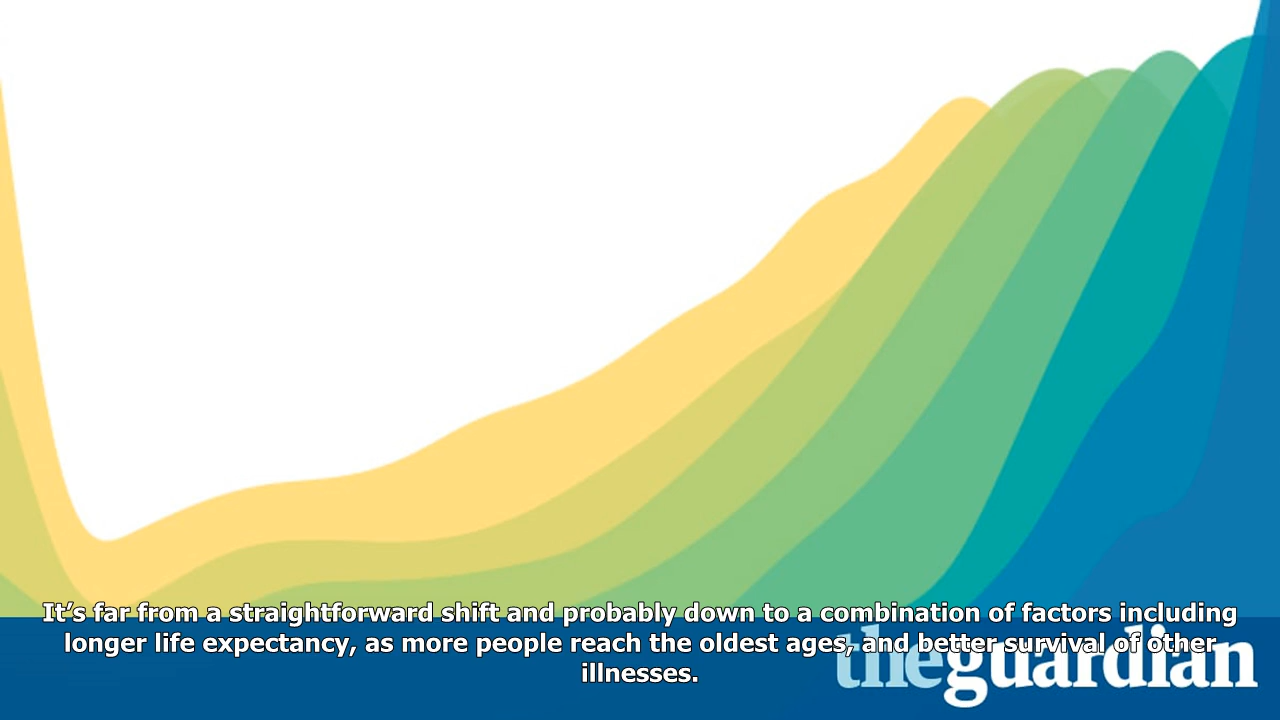 It’s far from a straightforward shift and probably down to a combination of factors including
longer life expectancy, as more people reach the oldest ages, and better survival of other
illnesses.
theguardian